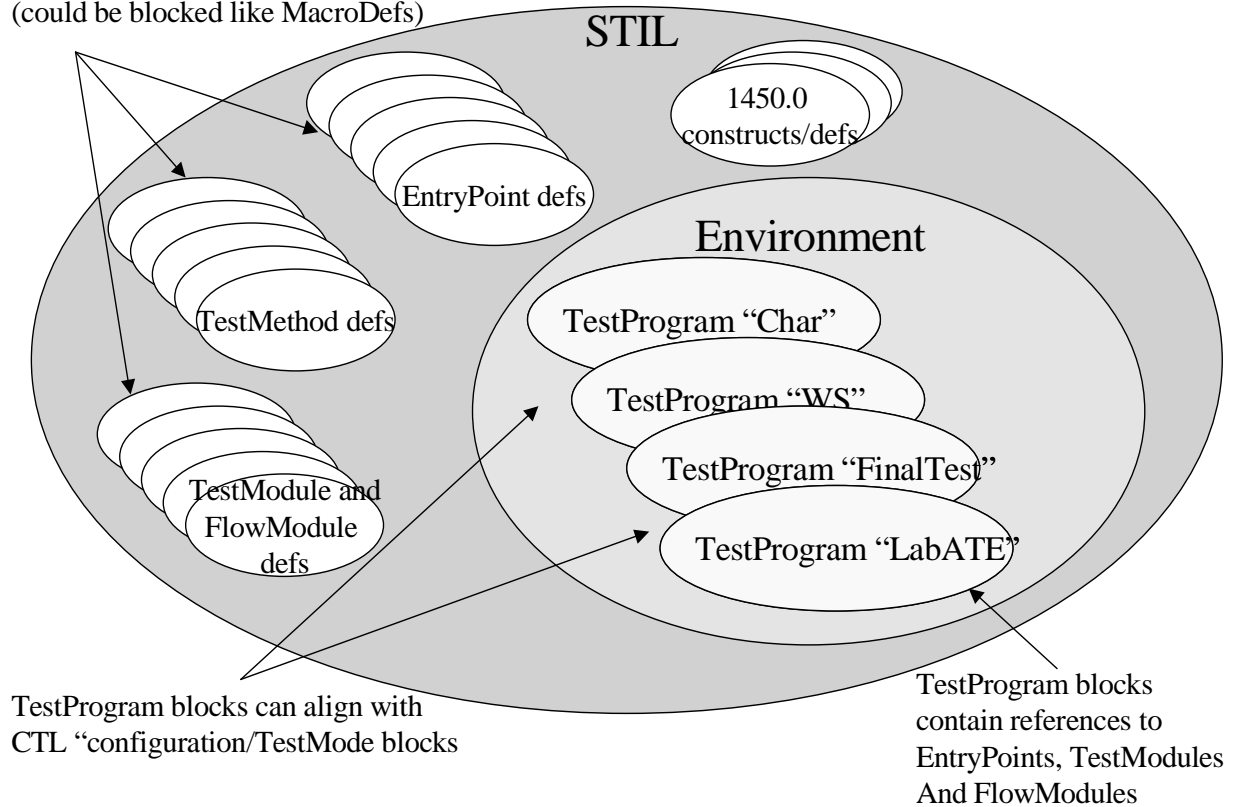 (could be blocked like MacroDefs)
STIL
1450.0
constructs/defs
EntryPoint defs
Environment
TestProgram “Char”
TestMethod defs
TestProgram “WS”
TestProgram “FinalTest”
TestModule and
FlowModule
defs
TestProgram “LabATE”
TestProgram blocks can align with
CTL “configuration/TestMode blocks
TestProgram blocks
contain references to
EntryPoints, TestModules
And FlowModules